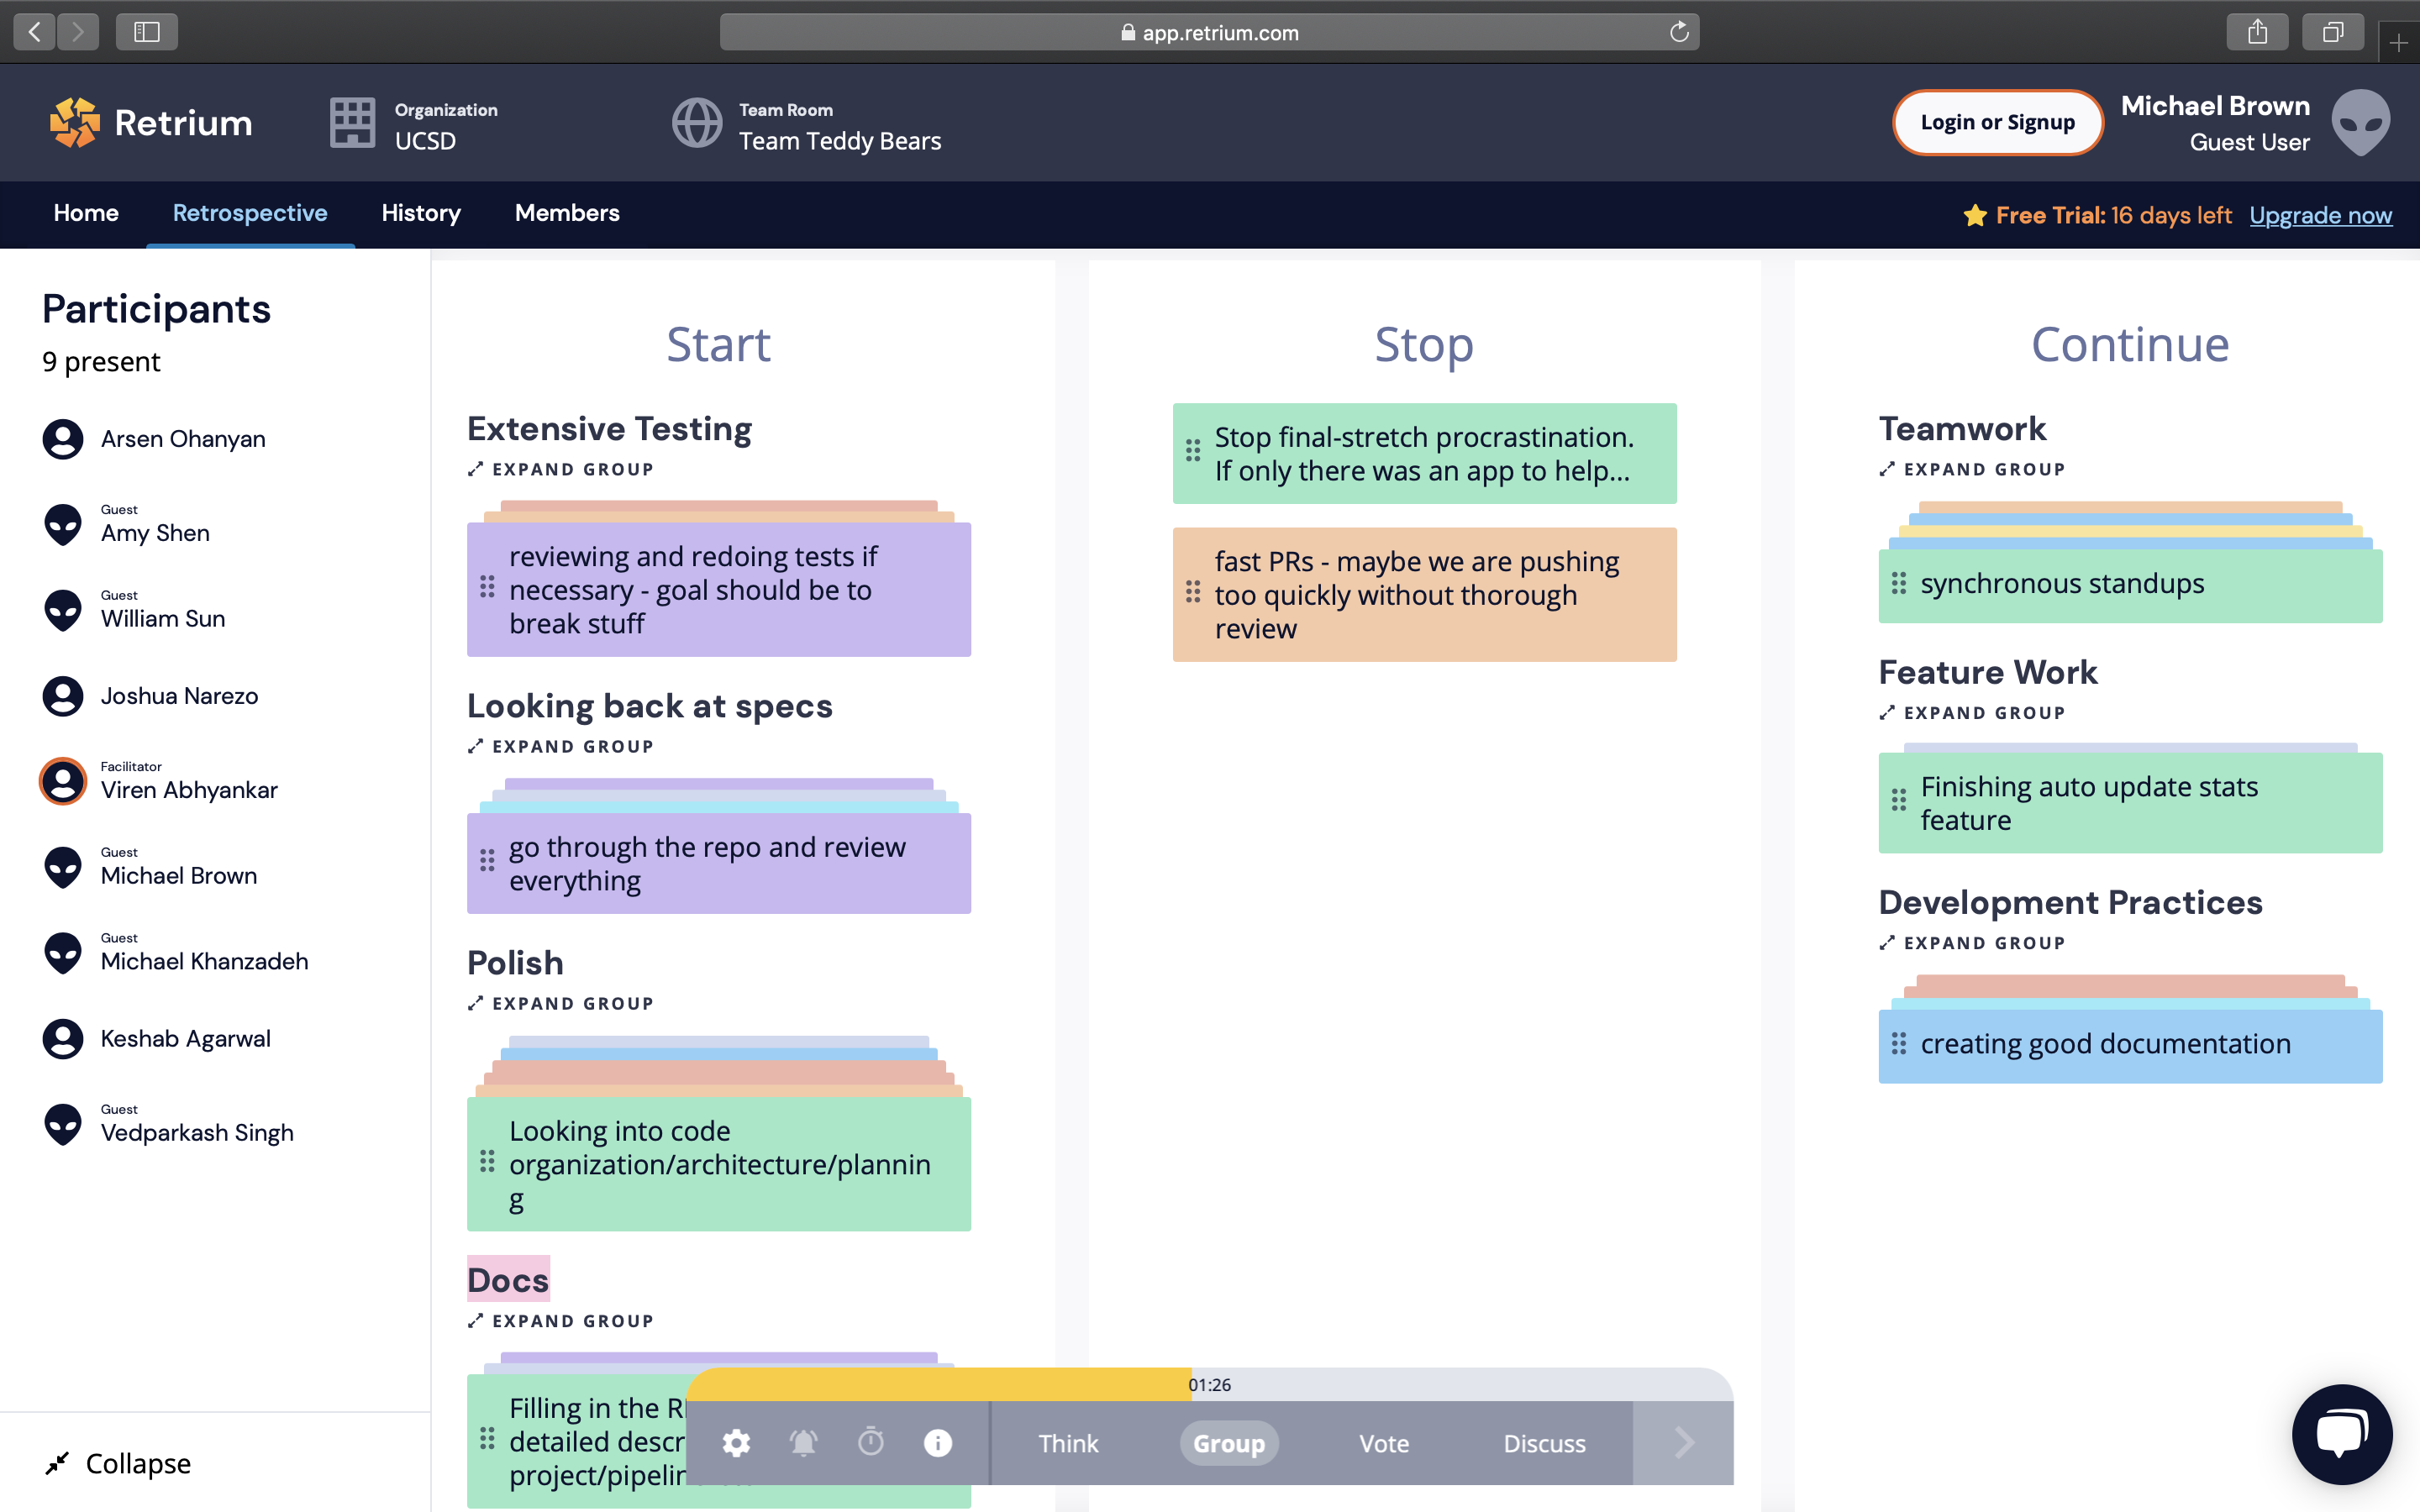 app.retrium.com
Retrium
Organization
UCSD
Team Room
Team Teddy Bears
Login or Signup
Michael Brown
Guest User
Home
Retrospective
History
Members
Free Trial: 16 days left
Upgrade now
Participants
9 present
Arsen Ohanyan
Guest
Amy Shen
Guest
William Sun
Joshua Narezo
Facilitator
Viren Abhyankar
Guest
Michael Brown
Guest
Michael Khanzadeh
Keshab Agarwal
Guest
Vedparkash Singh
Collapse
Start
Extensive Testing
EXPAND GROUP
reviewing and redoing tests if
necessary - goal should be to
break stuff
Looking back at specs
EXPAND GROUP
go through the repo and review
everything
Polish
EXPAND GROUP
Looking into code
organization/architecture/plannin
g
Docs
EXPAND GROUP
Filling in the
detailed
Stop
Stop final-stretch procrastination.
If only there was an app to help...
fast PRs - maybe we are pushing
too quickly without thorough
review
Continue
Teamwork
EXPAND GROUP
synchronous standups
Feature Work
EXPAND GROUP
Finishing auto update stats
feature
Development Practices
EXPAND GROUP
creating good documentation
01:26
Think
Group
Vote
Discuss